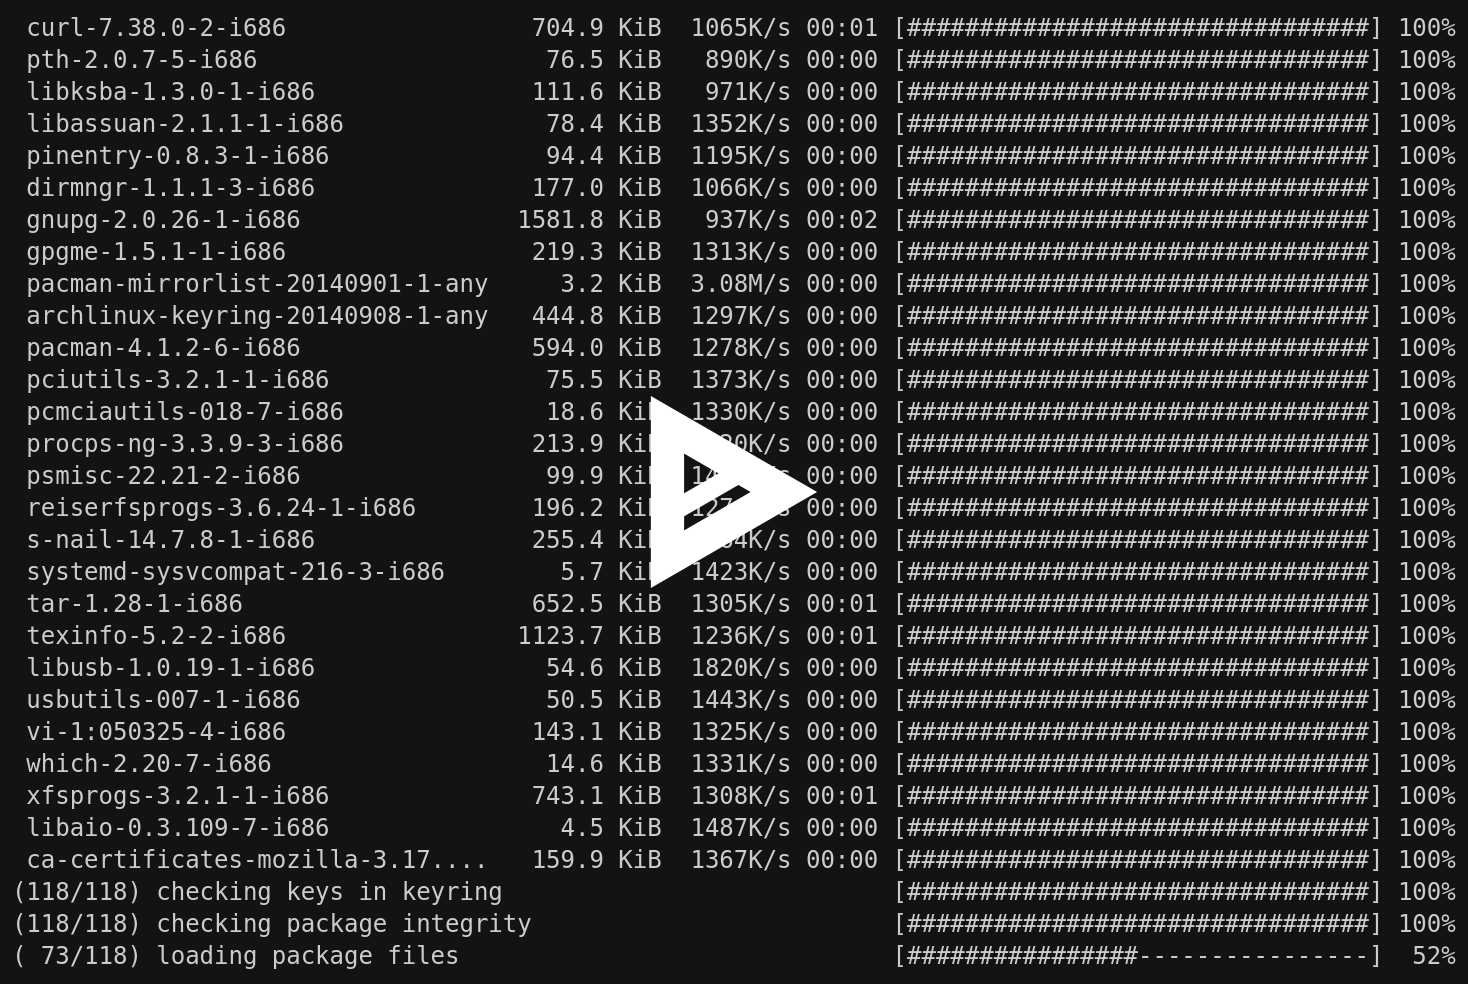 curl-7.38.0-2-i686 704.9 KiB 1065K/s 00:01 [################################] 100%
pth-2.0.7-5-i686 76.5 KiB 890K/s 00:00 [################################] 100%
libksba-1.3.0-1-i686 111.6 KiB 971K/s 00:00 [################################] 100%
libassuan-2.1.1-1-i686 78.4 KiB 1352K/s 00:00 [################################] 100%
pinentry-0.8.3-1-i686 94.4 KiB 1195K/s 00:00 [################################] 100%
dirmngr-1.1.1-3-i686 177.0 KiB 1066K/s 00:00 [################################] 100%
gnupg-2.0.26-1-i686 1581.8 KiB 937K/s 00:02 [################################] 100%
gpgme-1.5.1-1-i686 219.3 KiB 1313K/s 00:00 [################################] 100%
pacman-mirrorlist-20140901-1-any 3.2 KiB 3.08M/s 00:00 [################################] 100%
archlinux-keyring-20140908-1-any 444.8 KiB 1297K/s 00:00 [################################] 100%
pacman-4.1.2-6-i686 594.0 KiB 1278K/s 00:00 [################################] 100%
pciutils-3.2.1-1-i686 75.5 KiB 1373K/s 00:00 [################################] 100%
pcmciautils-018-7-i686 18.6 KiB 1330K/s 00:00 [################################] 100%
procps-ng-3.3.9-3-i686 213.9 00:00 [################################] 100%
psmisc-22.21-2-i686 99.9 00:00 [################################] 100%
reiserfsprogs-3.6.24-1-i686 196.2 00:00 [################################] 100%
s-nail-14.7.8-1-i686 255.4 00:00 [################################] 100%
systemd-sysvcompat-216-3-i686 5.7 KiB 1423K/s 00:00 [################################] 100%
tar-1.28-1-i686 652.5 KiB 1305K/s 00:01 [################################] 100%
texinfo-5.2-2-i686 1123.7 KiB 1236K/s 00:01 [################################] 100%
libusb-1.0.19-1-i686 54.6 KiB 1820K/s 00:00 [################################] 100%
usbutils-007-1-i686 50.5 KiB 1443K/s 00:00 [################################] 100%
vi-1:050325-4-i686 143.1 KiB 1325K/s 00:00 [################################] 100%
which-2.20-7-i686 14.6 KiB 1331K/s 00:00 [################################] 100%
xfsprogs-3.2.1-1-i686 743.1 KiB 1308K/s 00:01 [################################] 100%
libaio-0.3.109-7-i686 4.5 KiB 1487K/s 00:00 [################################] 100%
ca-certificates-mozilla-3.17.... 159.9 KiB 1367K/s 00:00 [################################] 100%
(118/118) checking keys in keyring [################################] 100%
(118/118) checking package integrity [################################] 100%
( 73/118) loading package files [################----------------] 52%